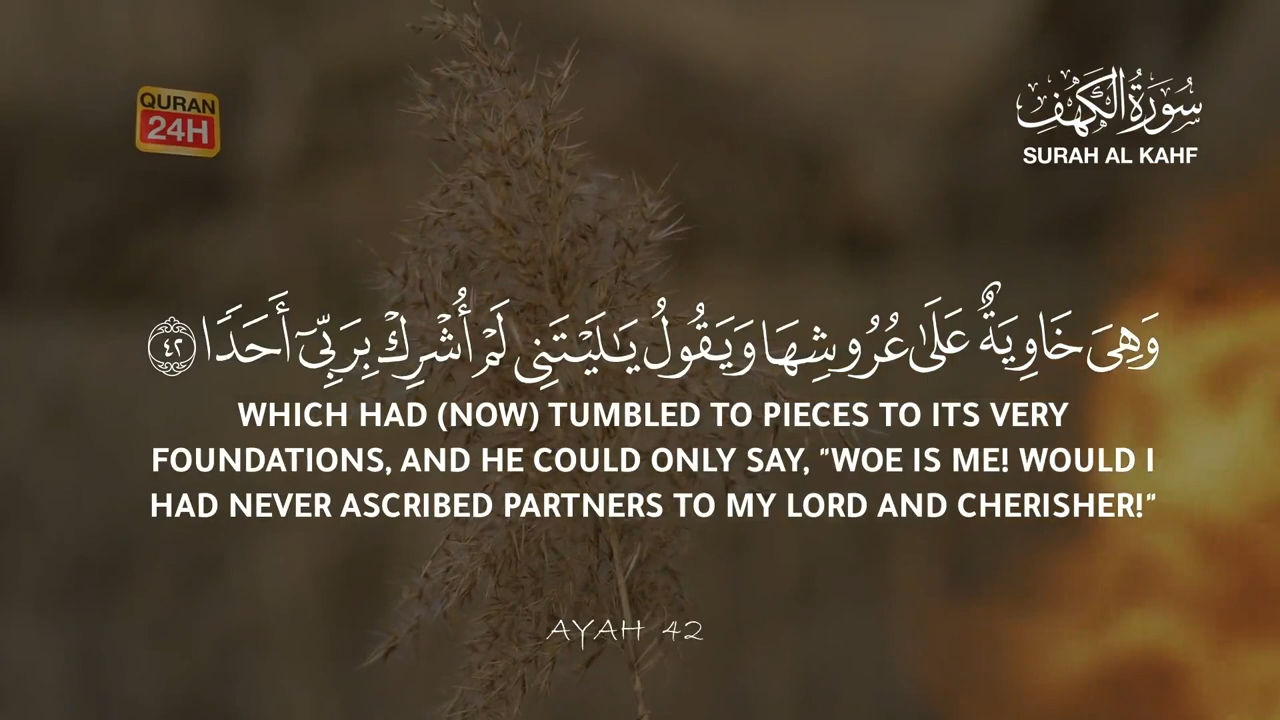 QURAN
24H
سُورَةُ الْكَهْفِ
SURAH AL KAHF
وَهِيَ خَاوِيَةٌ عَلَىٰ عُرُوشِهَا وَيَقُولُ يَـٰلَيْتَنِى لَمْ أُشْرِكْ بِرَبِّىٓ أَحَدًا ٤٢
WHICH HAD (NOW) TUMBLED TO PIECES TO ITS VERY
FOUNDATIONS, AND HE COULD ONLY SAY, "WOE IS ME! WOULD I
HAD NEVER ASCRIBED PARTNERS TO MY LORD AND CHERISHER!"
AYAH 42